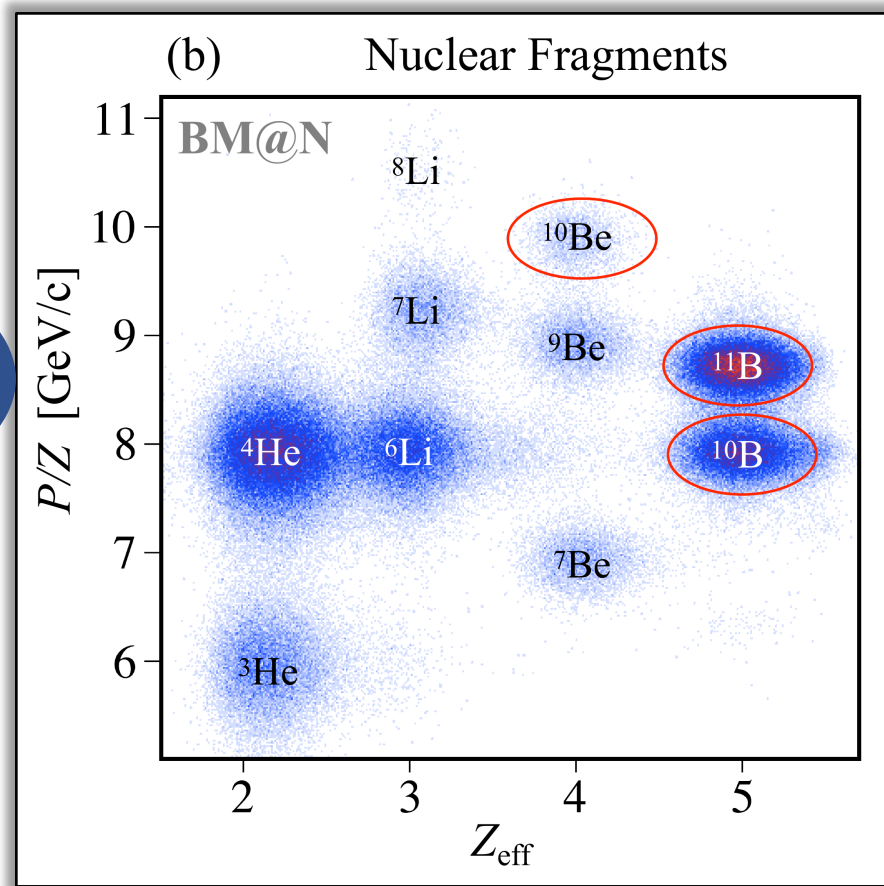 (b) Nuclear Fragments
BM@N
11
10
9
8
7
6
P/Z [GeV/c]
⁸Li
¹⁰Be
⁷Li
⁹Be
¹¹B
⁴He
⁶Li
¹⁰B
⁷Be
³He
2 3 4 5
Zeff